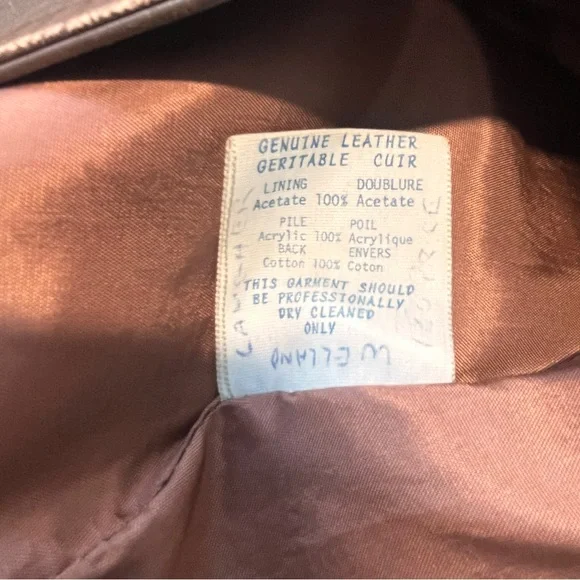 GENUINE LEATHER
GERITABLE CUIR
LINING DOUBLURE
Acetate 100% Acetate
PILE POIL
Acrylic 100% Acrylique
BACK ENVERS
Cotton 100% Coton
THIS GARMENT SHOULD
BE PROFESSIONALLY
DRY CLEANED
ONLY